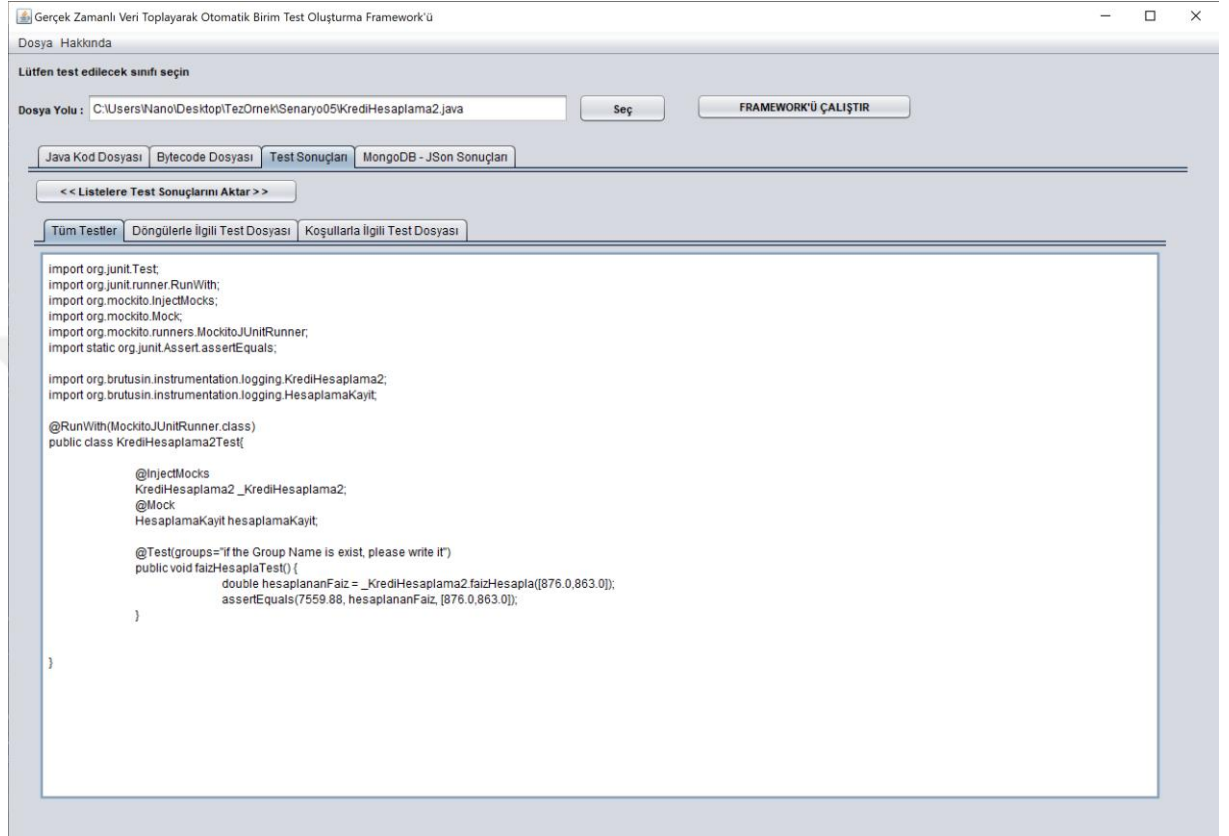 Gerçek Zamanlı Veri Toplayarak Otomatik Birim Test Oluşturma Framework'ü
Dosya Hakkında
Lütfen test edilecek sınıfı seçin
Dosya Yolu : C:\Users\Nano\Desktop\TezOrnek\Senaryo05\KrediHesaplama2.java Seç FRAMEWORK'Ü ÇALIŞTIR
Java Kod Dosyası Bytecode Dosyası Test Sonuçları MongoDB - JSon Sonuçları
< < Listelere Test Sonuçlarını Aktar > >
Tüm Testler Döngülerle İlgili Test Dosyası Koşullarla İlgili Test Dosyası
import org.junit.Test;
import org.junit.runner.RunWith;
import org.mockito.InjectMocks;
import org.mockito.Mock;
import org.mockito.runners.MockitoJUnitRunner;
import static org.junit.Assert.assertEquals;
import org.brutusin.instrumentation.logging.KrediHesaplama2;
import org.brutusin.instrumentation.logging.HesaplamaKayit;
@RunWith(MockitoJUnitRunner.class)
public class KrediHesaplama2Test{
@InjectMocks
KrediHesaplama2 _KrediHesaplama2;
@Mock
HesaplamaKayit hesaplamaKayit;
@Test(groups="if the Group Name is exist, please write it")
public void faizHesaplaTest() {
double hesaplananFaiz = _KrediHesaplama2.faizHesapla([876.0,863.0]);
assertEquals(7559.88, hesaplananFaiz, [876.0,863.0]);
}
}